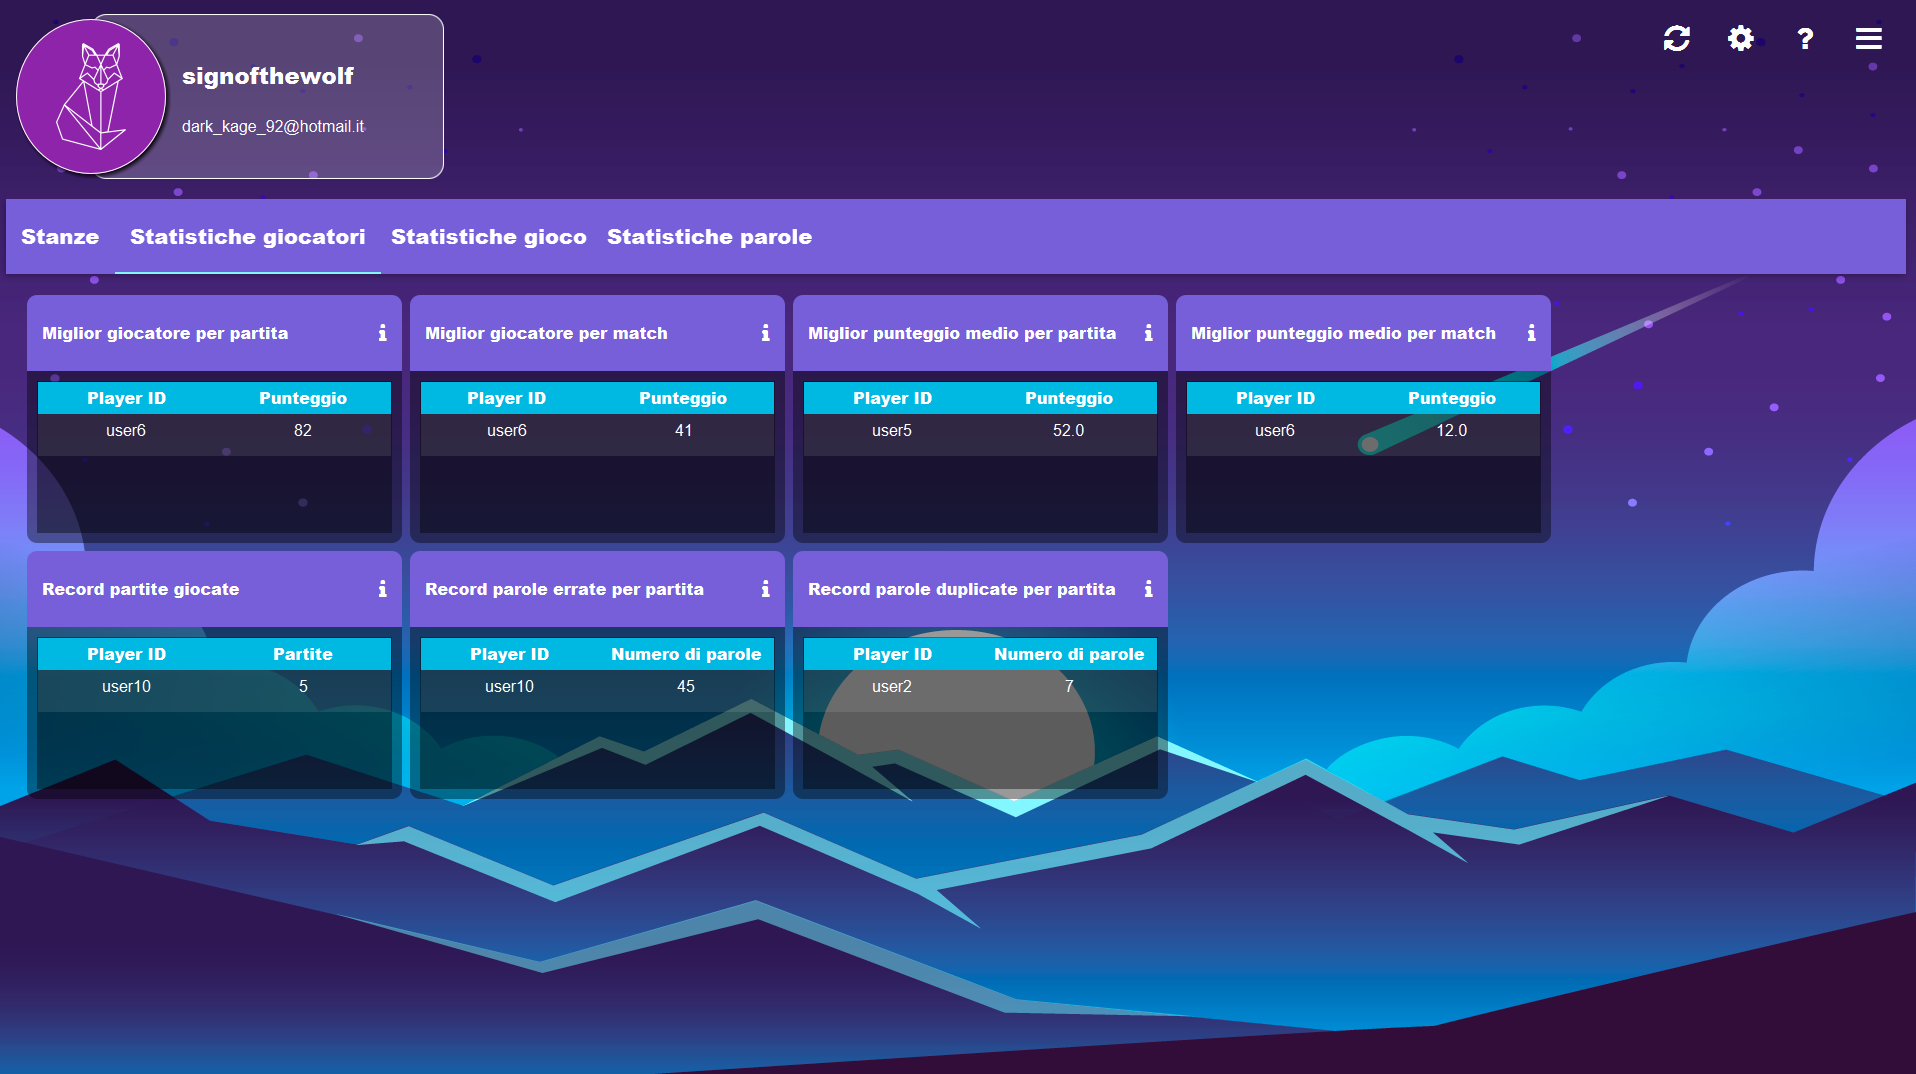 signofthewolf
dark_kage_92@hotmail.it
?
Stanze Statistiche giocatori Statistiche gioco Statistiche parole
Miglior giocatore per partita
Player ID Punteggio
user6 82
Miglior giocatore per match
Player ID Punteggio
user6 41
Miglior punteggio medio per partita
Player ID Punteggio
user5 52.0
Miglior punteggio medio per match
Player ID Punteggio
user6 12.0
Record partite giocate
Player ID Partite
user10 5
Record parole errate per partita
Player ID Numero di parole
user10 45
Record parole duplicate per partita
Player ID Numero di parole
user2 7